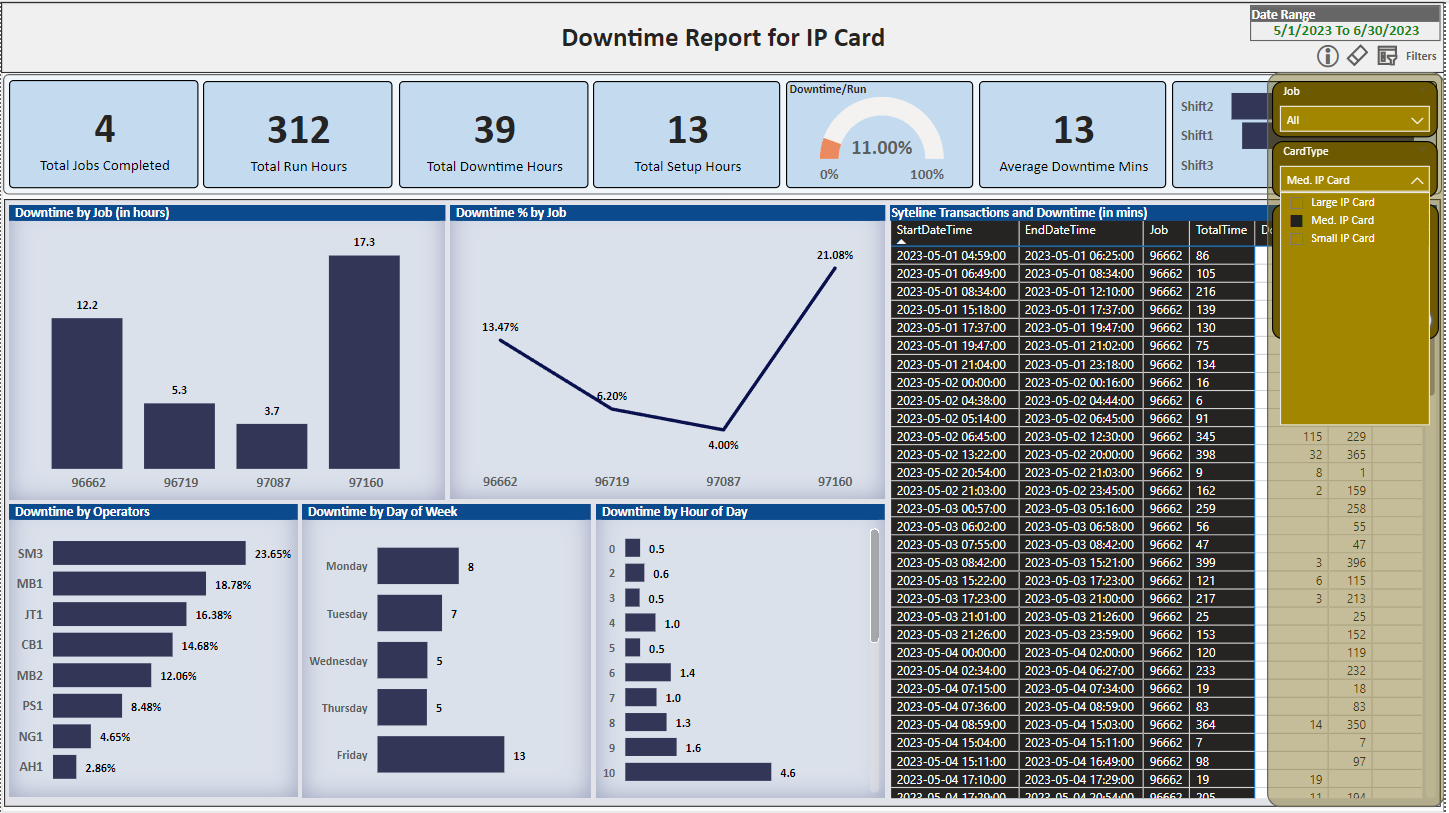 Downtime Report for IP Card
Date Range
5/1/2023 To 6/30/2023
Filters
4
Total Jobs Completed
312
Total Run Hours
39
Total Downtime Hours
13
Total Setup Hours
Downtime/Run
11.00%
0%
100%
13
Average Downtime Mins
Shift2
Shift1
Shift3
Job
All
CardType
Med. IP Card
Large IP Card
Med. IP Card
Small IP Card
Downtime by Job (in hours)
12.2
5.3
3.7
17.3
96662
96719
97087
97160
Downtime % by Job
13.47%
6.20%
4.00%
21.08%
96662
96719
97087
97160
Downtime by Operators
SM3 23.65%
MB1 18.78%
JT1 16.38%
CB1 14.68%
MB2 12.06%
PS1 8.48%
NG1 4.65%
AH1 2.86%
Downtime by Day of Week
Monday 8
Tuesday 7
Wednesday 5
Thursday 5
Friday 13
Downtime by Hour of Day
0 0.5
2 0.6
3 0.5
4 1.0
5 0.5
6 1.4
7 1.0
8 1.3
9 1.6
10 4.6
Syteline Transactions and Downtime (in mins)
StartDateTime EndDateTime Job TotalTime
2023-05-01 04:59:00 2023-05-01 06:25:00 96662 86
2023-05-01 06:49:00 2023-05-01 08:34:00 96662 105
2023-05-01 08:34:00 2023-05-01 12:10:00 96662 216
2023-05-01 15:18:00 2023-05-01 17:37:00 96662 139
2023-05-01 17:37:00 2023-05-01 19:47:00 96662 130
2023-05-01 19:47:00 2023-05-01 21:02:00 96662 75
2023-05-01 21:04:00 2023-05-01 23:18:00 96662 134
2023-05-02 00:00:00 2023-05-02 00:16:00 96662 16
2023-05-02 04:38:00 2023-05-02 04:44:00 96662 6
2023-05-02 05:14:00 2023-05-02 06:45:00 96662 91
2023-05-02 06:45:00 2023-05-02 12:30:00 96662 345 115 229
2023-05-02 13:22:00 2023-05-02 20:00:00 96662 398 32 365
2023-05-02 20:54:00 2023-05-02 21:03:00 96662 9 8 1
2023-05-02 21:03:00 2023-05-02 23:45:00 96662 162 2 159
2023-05-03 00:57:00 2023-05-03 05:16:00 96662 259 258
2023-05-03 06:02:00 2023-05-03 06:58:00 96662 56 55
2023-05-03 07:55:00 2023-05-03 08:42:00 96662 47 47
2023-05-03 08:42:00 2023-05-03 15:21:00 96662 399 3 396
2023-05-03 15:22:00 2023-05-03 17:23:00 96662 121 6 115
2023-05-03 17:23:00 2023-05-03 21:00:00 96662 217 3 213
2023-05-03 21:01:00 2023-05-03 21:26:00 96662 25 25
2023-05-03 21:26:00 2023-05-03 23:59:00 96662 153 152
2023-05-04 00:00:00 2023-05-04 02:00:00 96662 120 119
2023-05-04 02:34:00 2023-05-04 06:27:00 96662 233 232
2023-05-04 07:15:00 2023-05-04 07:34:00 96662 19 18
2023-05-04 07:36:00 2023-05-04 08:59:00 96662 83 83
2023-05-04 08:59:00 2023-05-04 15:03:00 96662 364 14 350
2023-05-04 15:04:00 2023-05-04 15:11:00 96662 7 7
2023-05-04 15:11:00 2023-05-04 16:49:00 96662 98 97
2023-05-04 17:10:00 2023-05-04 17:29:00 96662 19 19
2023-05-04 17:29:00 2023-05-04 20:54:00 96662 205 11 194